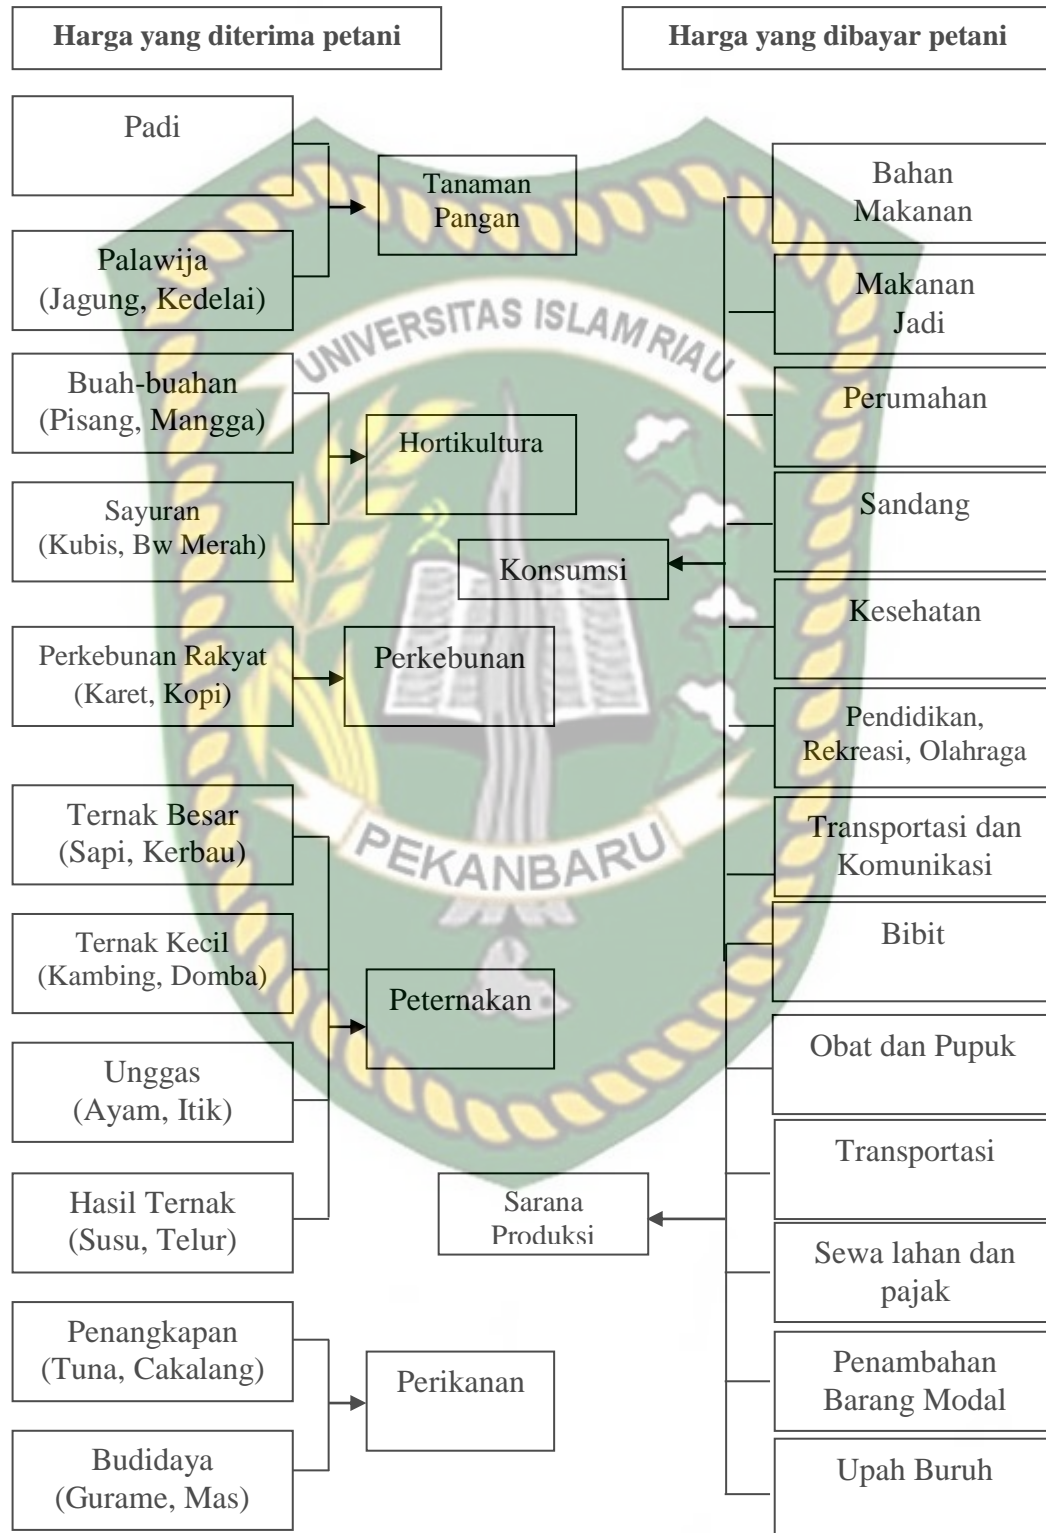 Harga yang diterima petani
Harga yang dibayar petani
Padi
Palawija
(Jagung, Kedelai)
Tanaman
Pangan
Buah-buahan
(Pisang, Mangga)
Sayuran
(Kubis, Bw Merah)
Hortikultura
Perkebunan Rakyat
(Karet, Kopi)
Perkebunan
Ternak Besar
(Sapi, Kerbau)
Ternak Kecil
(Kambing, Domba)
Unggas
(Ayam, Itik)
Hasil Ternak
(Susu, Telur)
Peternakan
Penangkapan
(Tuna, Cakalang)
Budidaya
(Gurame, Mas)
Perikanan
Konsumsi
Bahan
Makanan
Makanan
Jadi
Perumahan
Sandang
Kesehatan
Pendidikan,
Rekreasi, Olahraga
Transportasi dan
Komunikasi
Sarana
Produksi
Bibit
Obat dan Pupuk
Transportasi
Sewa lahan dan
pajak
Penambahan
Barang Modal
Upah Buruh
UNIVERSITAS ISLAM RIAU
PEKANBARU